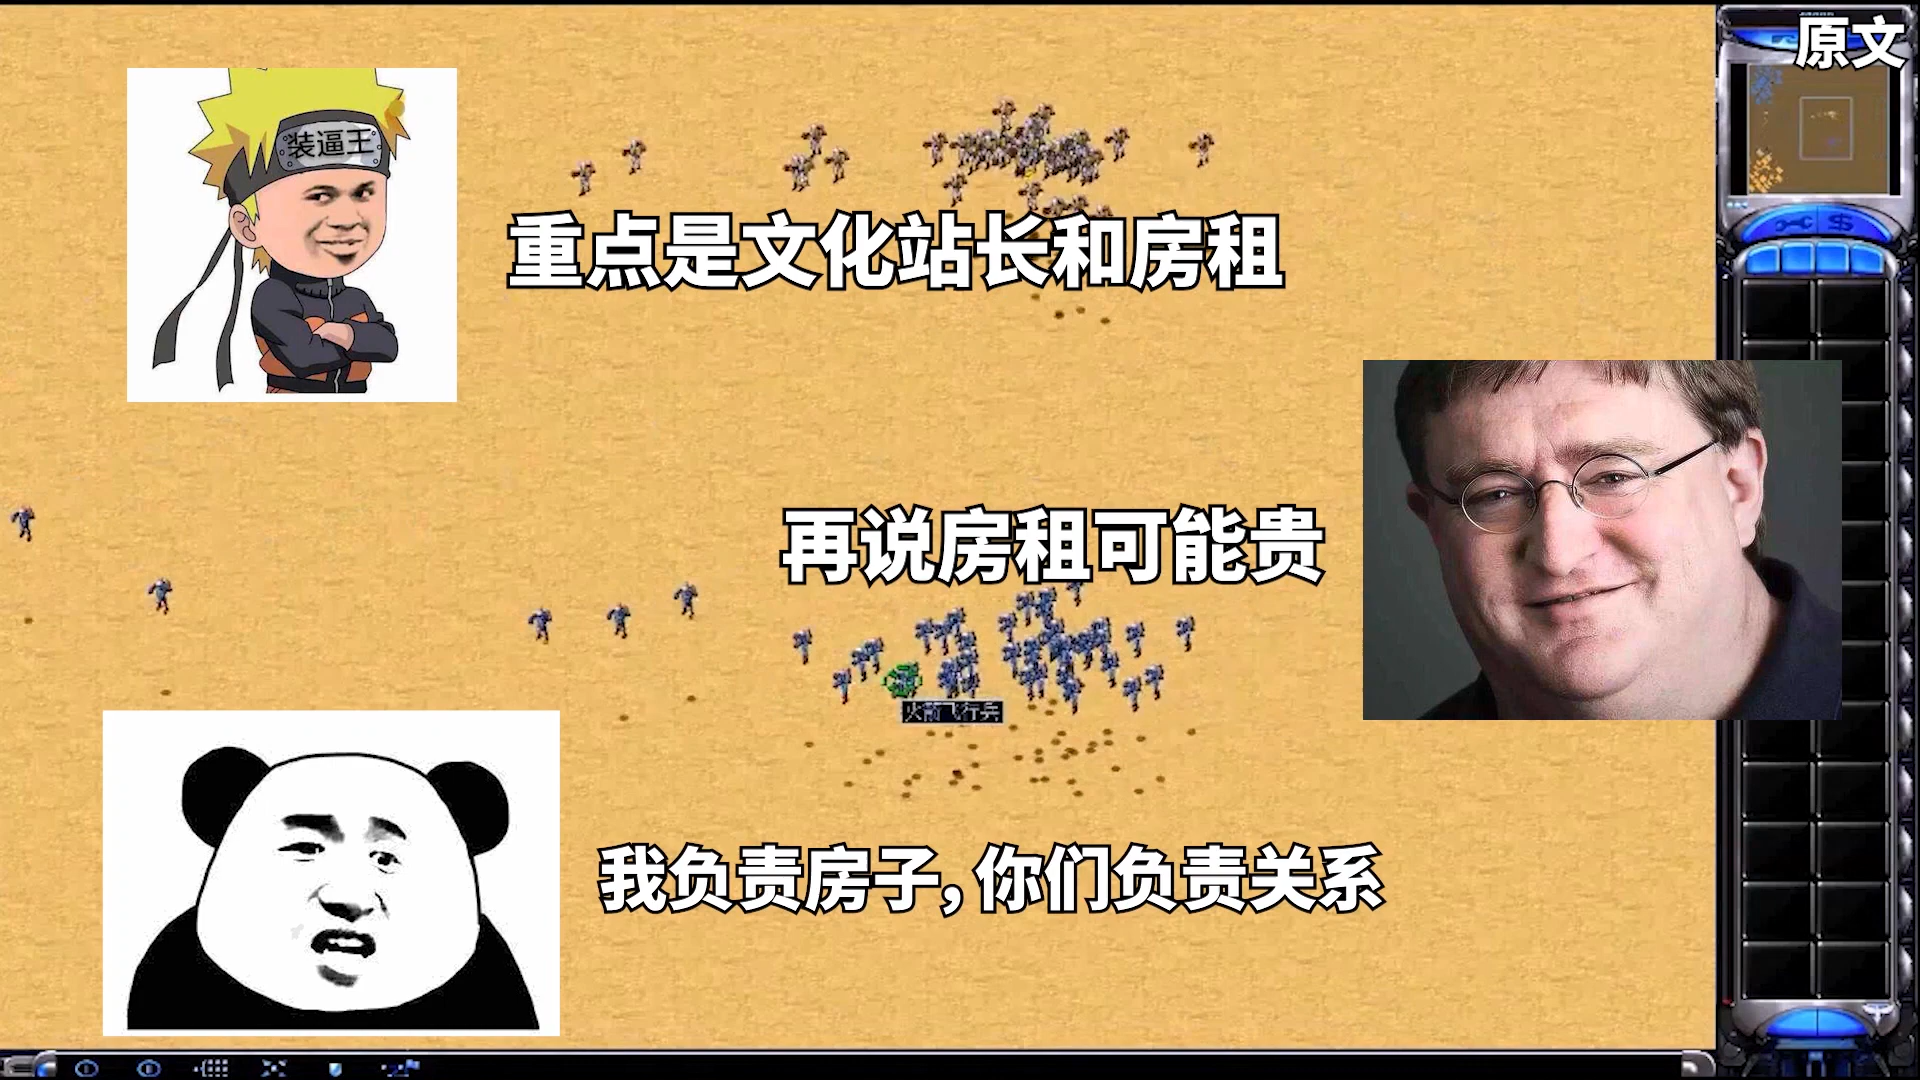 原文
装逼王
重点是文化站长和房租
再说房租可能贵
火箭飞行兵
我负责房子,你们负责关系